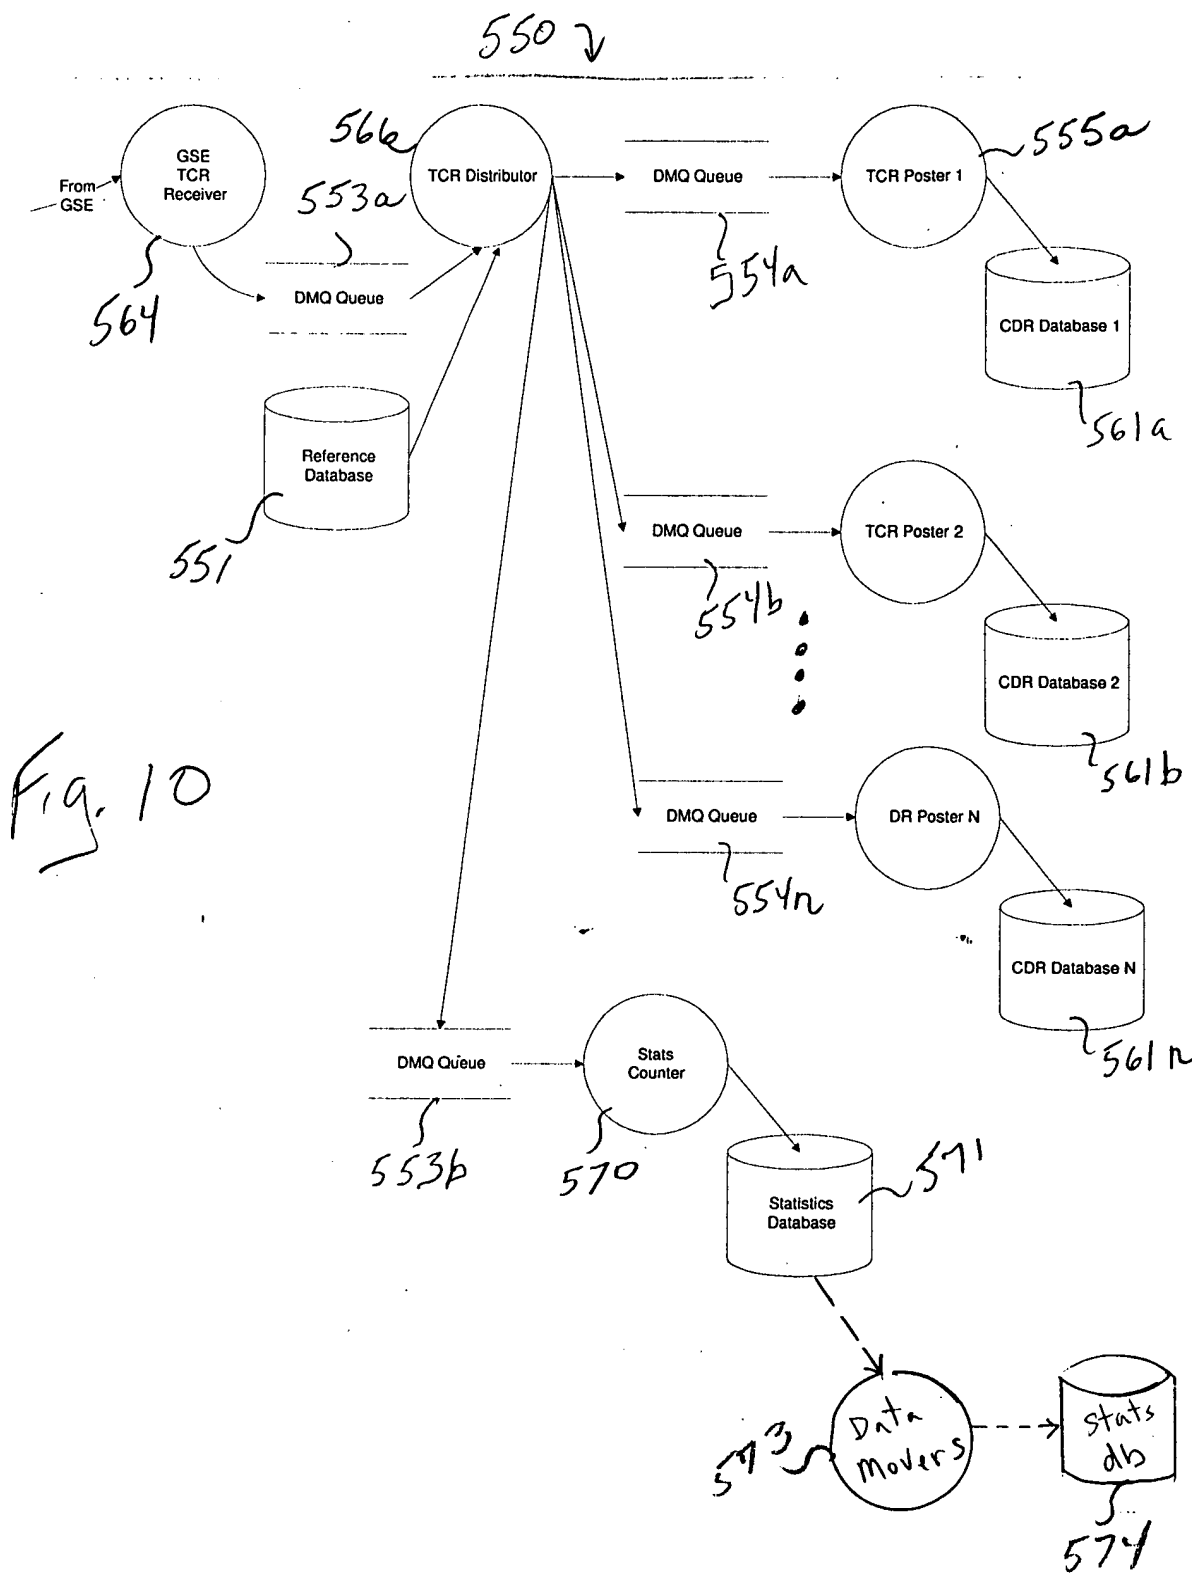 550
GSE
TCR
Receiver
From
GSE
564
566
553a
TCR Distributor
DMQ Queue
Reference
Database
551
DMQ Queue
554a
TCR Poster 1
555a
CDR Database 1
561a
DMQ Queue
554b
TCR Poster 2
CDR Database 2
561b
Fig. 10
DMQ Queue
554n
DR Poster N
CDR Database N
561n
DMQ Queue
553b
Stats
Counter
570
Statistics
Database
571
Data
movers
573
Stats
db
574